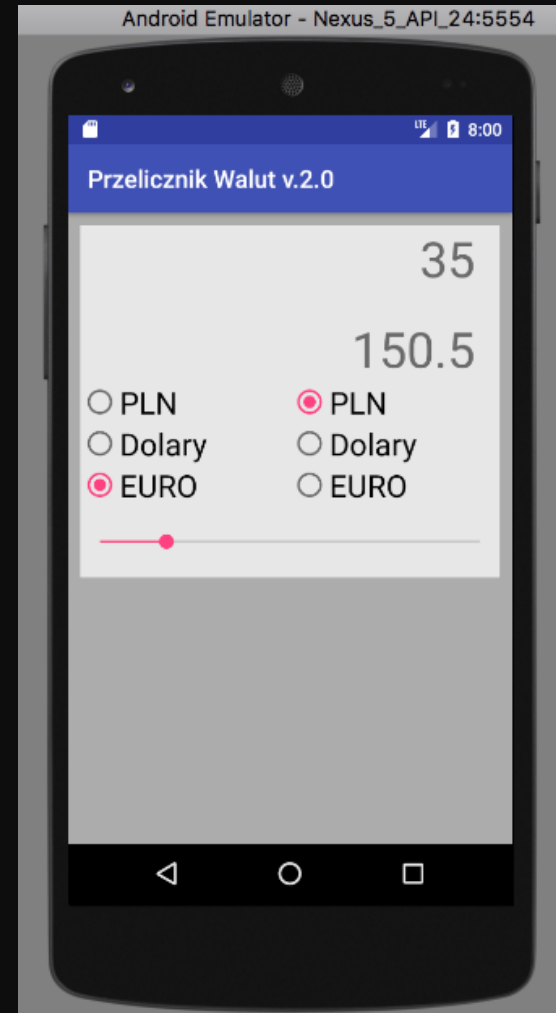 Android Emulator - Nexus_5_API_24:5554
LTE 8:00
Przelicznik Walut v.2.0
35
150.5
PLN PLN
Dolary Dolary
EURO EURO